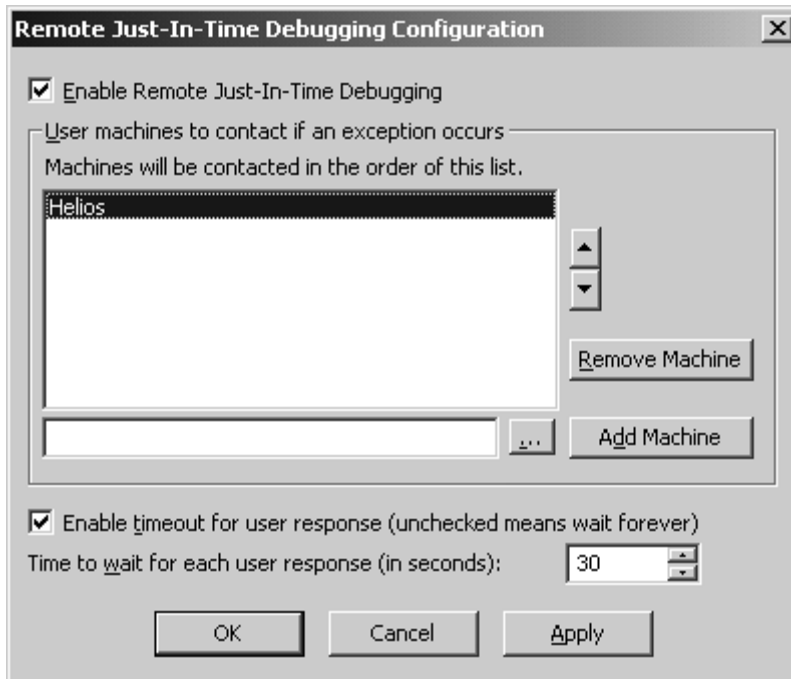 Remote Just-In-Time Debugging Configuration
Enable Remote Just-In-Time Debugging
User machines to contact if an exception occurs
Machines will be contacted in the order of this list.
Helios
Remove Machine
... Add Machine
Enable timeout for user response (unchecked means wait forever)
Time to wait for each user response (in seconds): 30
OK Cancel Apply